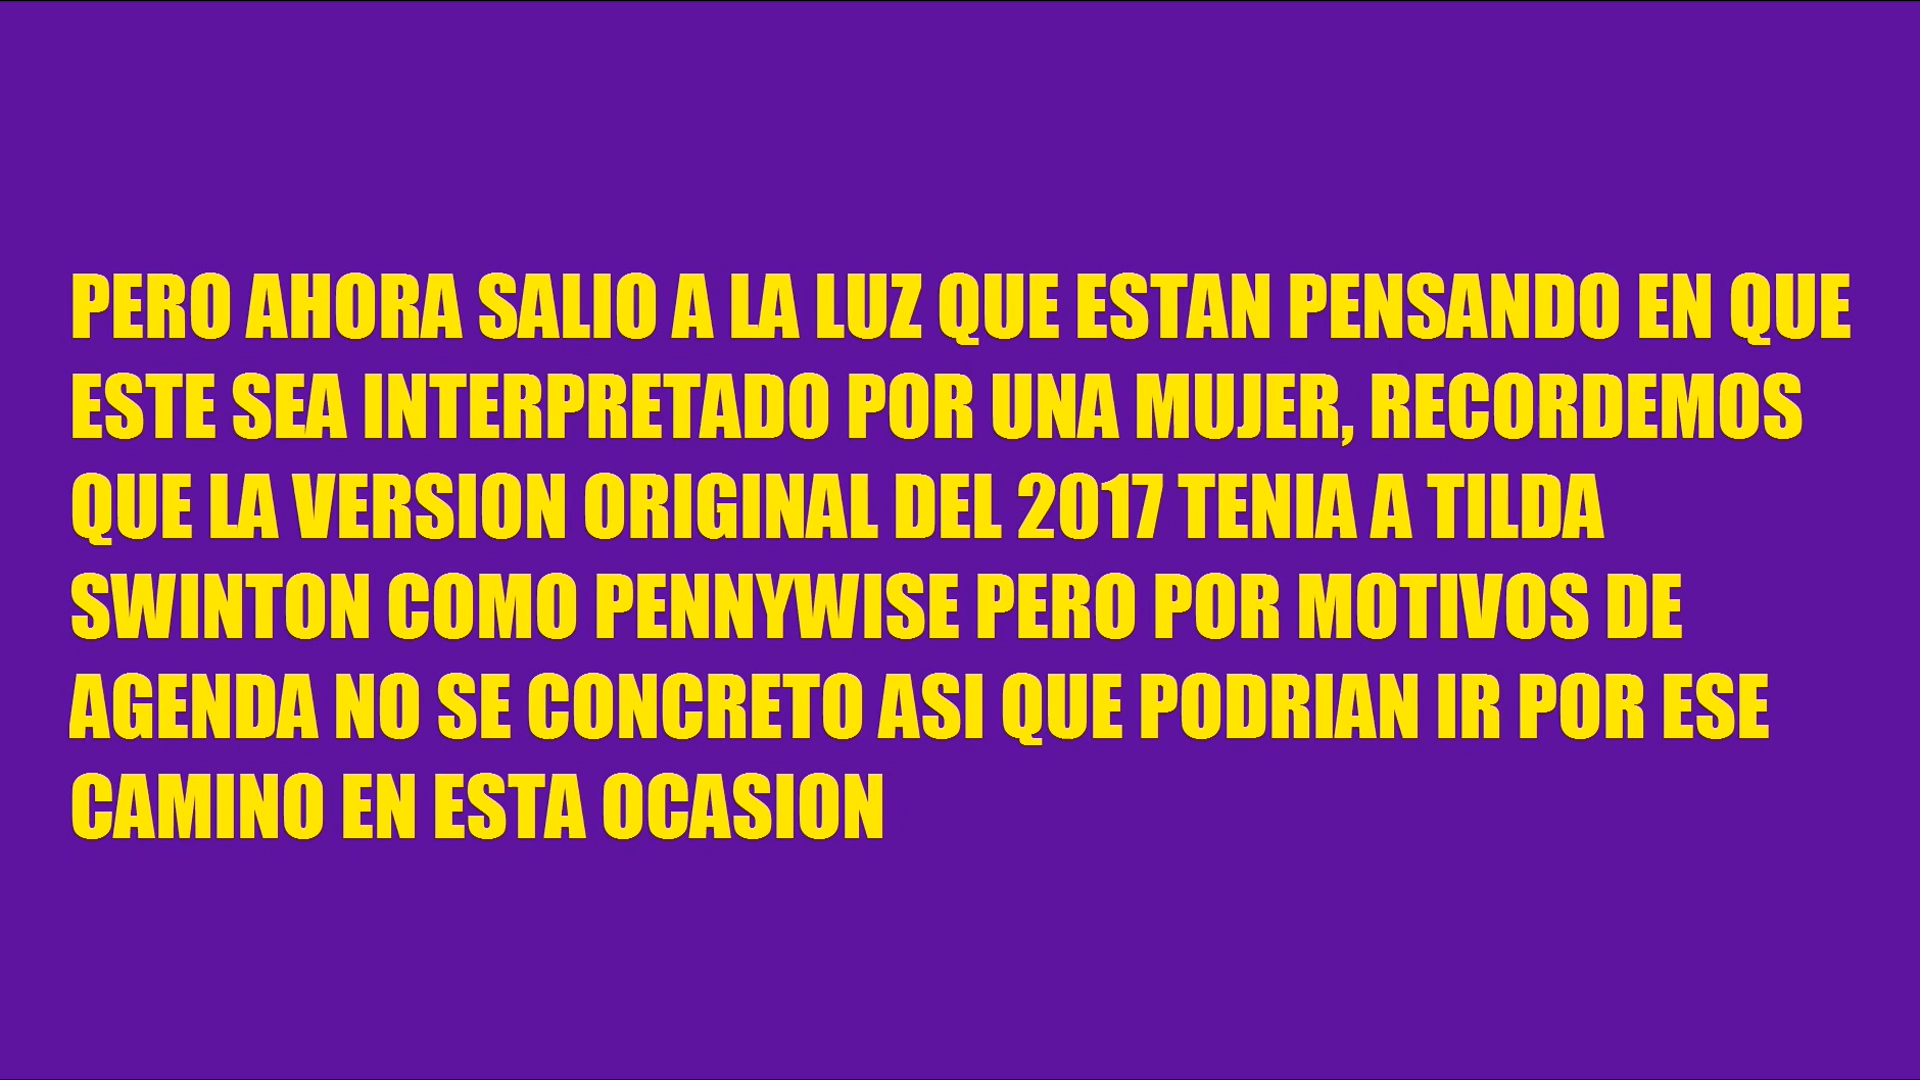 PERO AHORA SALIO A LA LUZ QUE ESTAN PENSANDO EN QUE
ESTE SEA INTERPRETADO POR UNA MUJER, RECORDEMOS
QUE LA VERSION ORIGINAL DEL 2017 TENIA A TILDA
SWINTON COMO PENNYWISE PERO POR MOTIVOS DE
AGENDA NO SE CONCRETO ASI QUE PODRIAN IR POR ESE
CAMINO EN ESTA OCASION